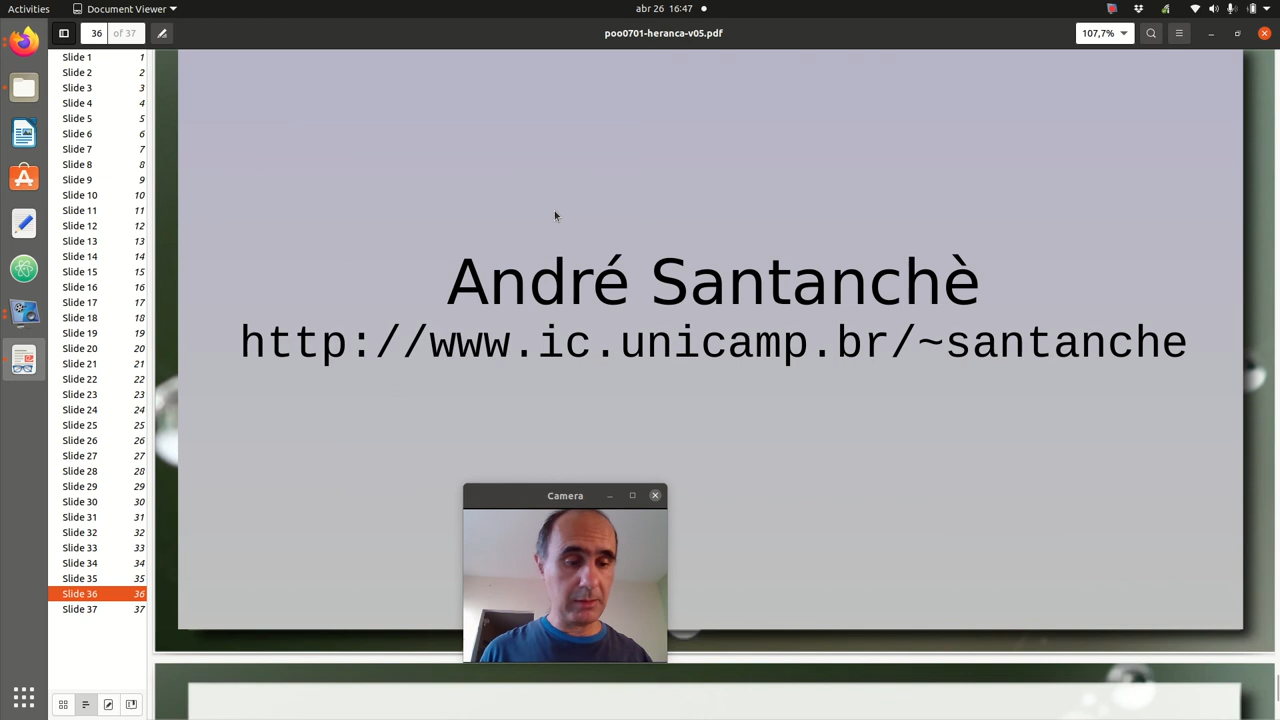 Activities
Document Viewer
abr 26 16:47
36
of 37
poo0701-heranca-v05.pdf
107,7%
Slide 1 1
Slide 2 2
Slide 3 3
Slide 4 4
Slide 5 5
Slide 6 6
Slide 7 7
Slide 8 8
Slide 9 9
Slide 10 10
Slide 11 11
Slide 12 12
Slide 13 13
Slide 14 14
Slide 15 15
Slide 16 16
Slide 17 17
Slide 18 18
Slide 19 19
Slide 20 20
Slide 21 21
Slide 22 22
Slide 23 23
Slide 24 24
Slide 25 25
Slide 26 26
Slide 27 27
Slide 28 28
Slide 29 29
Slide 30 30
Slide 31 31
Slide 32 32
Slide 33 33
Slide 34 34
Slide 35 35
Slide 36 36
Slide 37 37
André Santanchè
http://www.ic.unicamp.br/~santanche
Camera